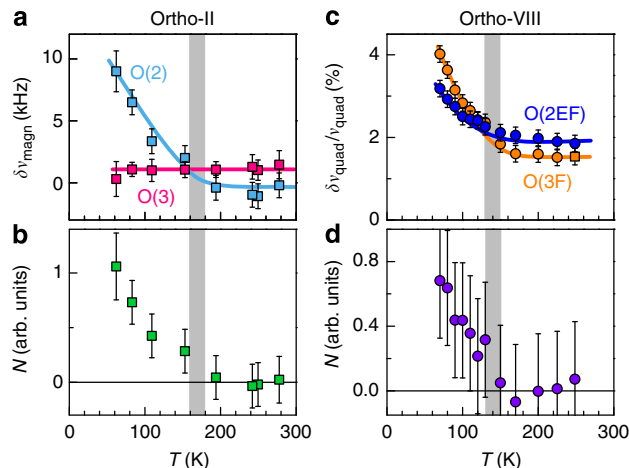 Ortho-II
Ortho-VIII
a
c
10
5
0
δν_magn (kHz)
O(2)
O(3)
4
2
0
δν_quad/ν_quad (%)
O(2EF)
O(3F)
T (K)
T (K)
b
d
1
0
N (arb. units)
0.8
0.4
0.0
N (arb. units)
0 100 200 300
0 100 200 300
T (K)
T (K)